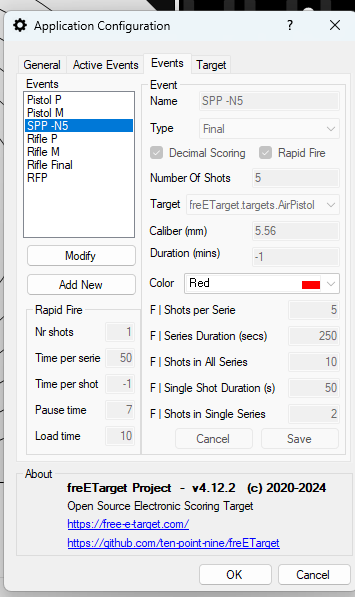 Application Configuration
?
General
Active Events
Events
Target
Events
Pistol P
Pistol M
SPP -N5
Rifle P
Rifle M
Rifle Final
RFP
Modify
Add New
Rapid Fire
Nr shots 1
Time per serie 50
Time per shot -1
Pause time 7
Load time 10
Event
Name SPP -N5
Type Final
Decimal Scoring Rapid Fire
Number Of Shots 5
Target freETarget.targets.AirPistol
Caliber (mm) 5.56
Duration (mins) -1
Color Red
F | Shots per Serie 5
F | Series Duration (secs) 250
F | Shots in All Series 10
F | Single Shot Duration (s) 50
F | Shots in Single Series 2
Cancel Save
About
freETarget Project - v4.12.2 (c) 2020-2024
Open Source Electronic Scoring Target
https://free-e-target.com/
https://github.com/ten-point-nine/freETarget
OK Cancel